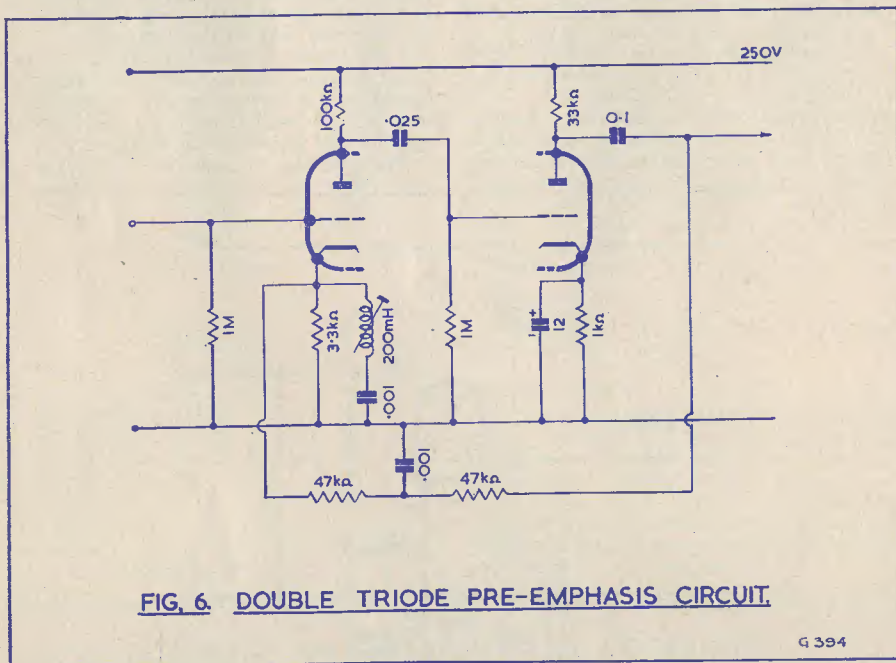 250V
100kΩ
.025
33kΩ
0.1
1M
3.3kΩ
200mH
.001
1M
+
12
1kΩ
.001
47kΩ
47kΩ
FIG. 6. DOUBLE TRIODE PRE-EMPHASIS CIRCUIT.
G 394